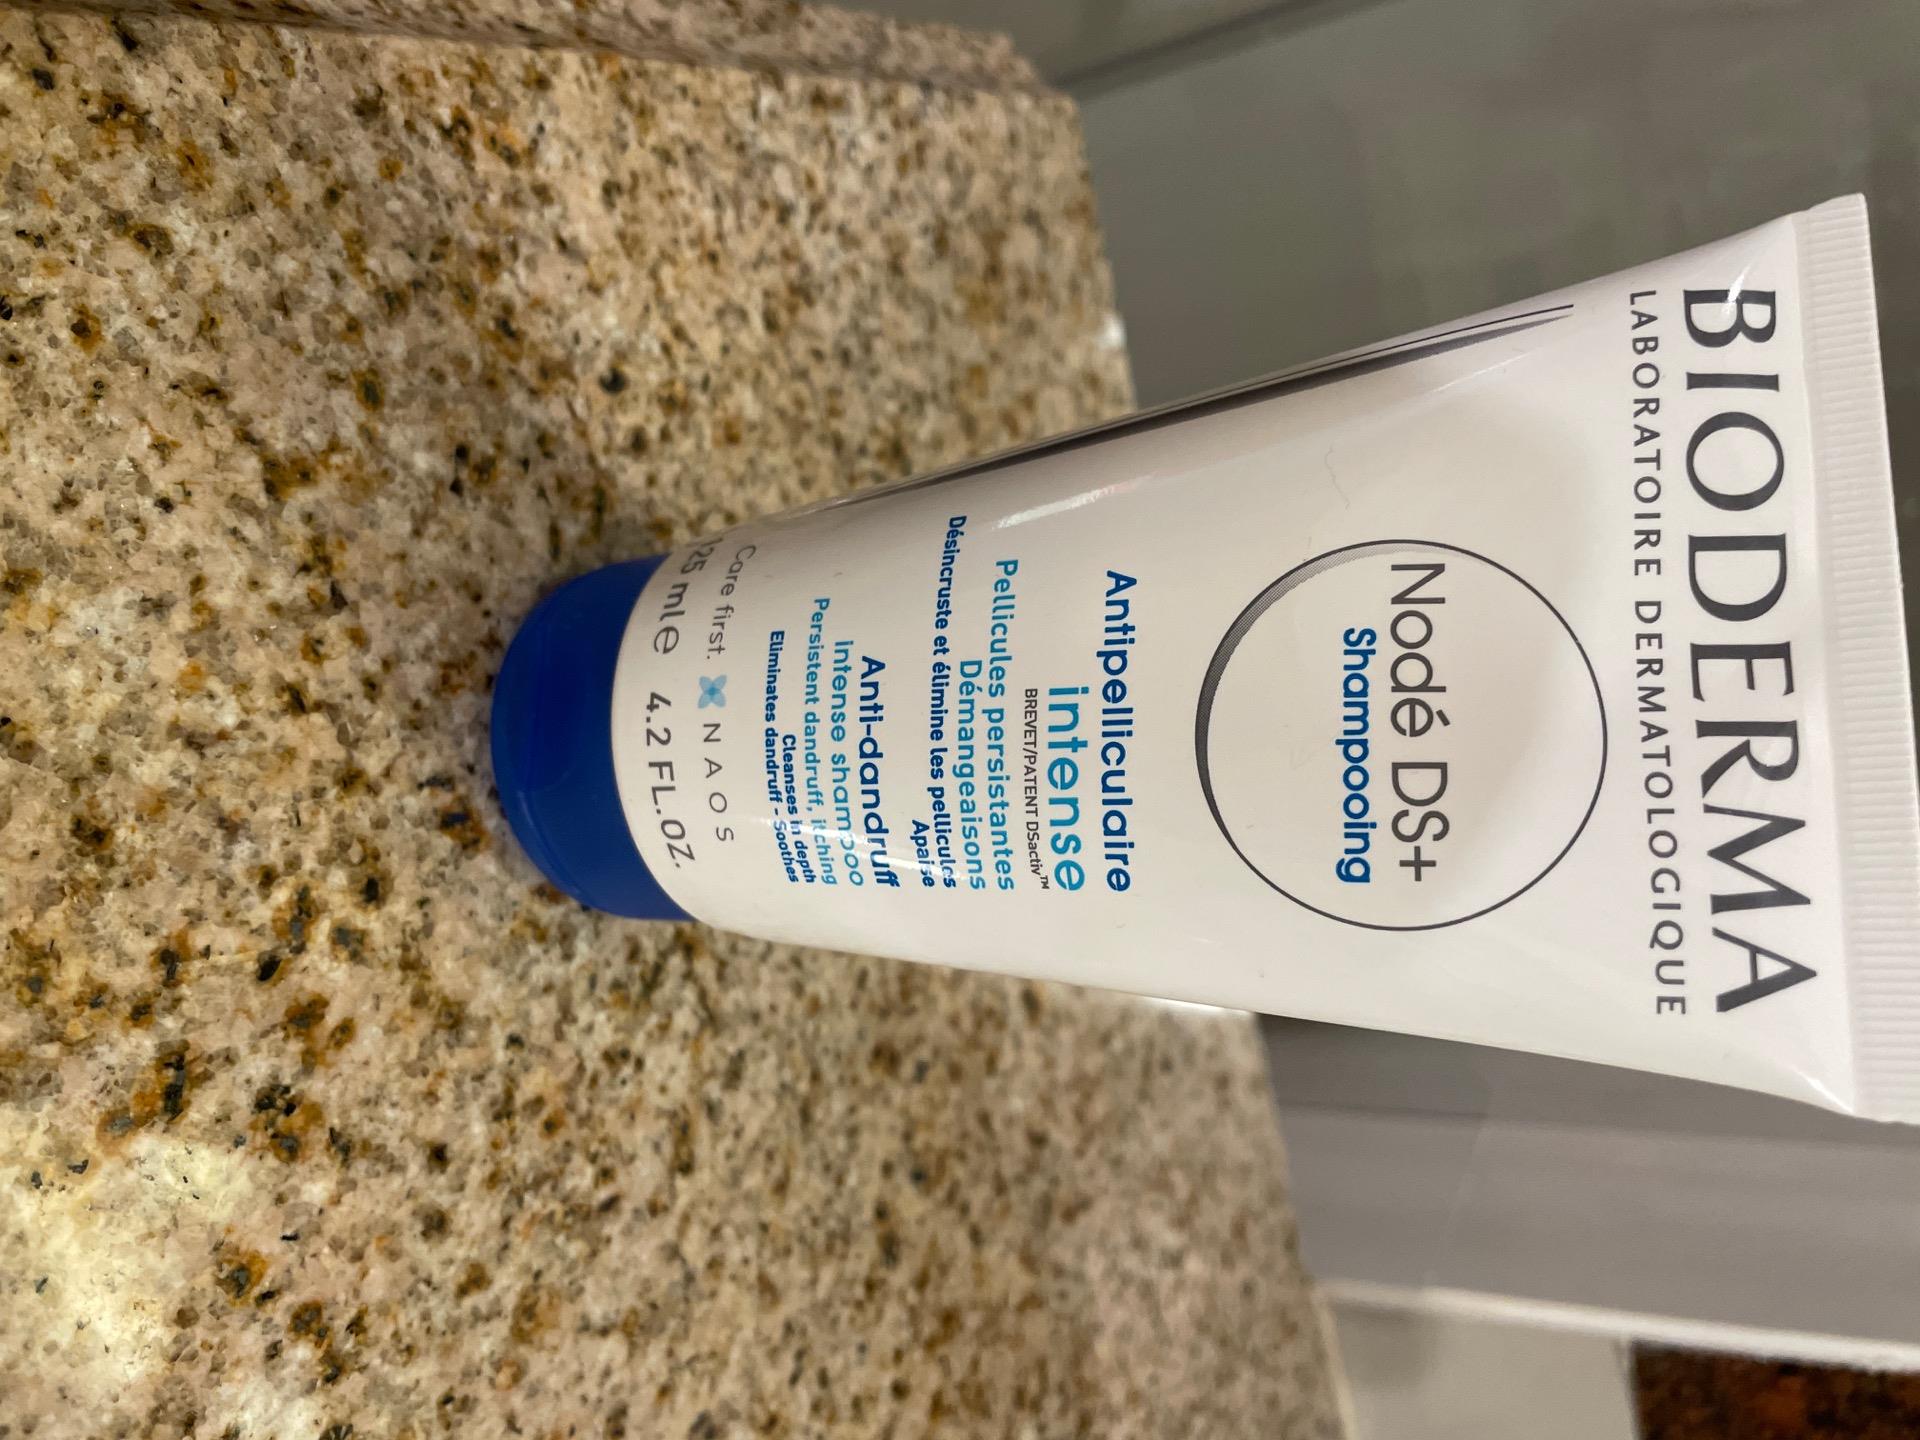 BIODERMA
LABORATOIRE DERMATOLOGIQUE
Nodé DS+
Shampooing
Antipelliculaire
intense
BREVET/PATENT DSactiv™
Pellicules persistantes
Démangeaisons
Désincruste et élimine les pellicules
Apaise
Anti-dandruff
intense shampoo
Persistent dandruff, itching
Cleanses in depth
Eliminates dandruff - Soothes
Care first. NAOS
125 ml℮ 4.2 FL.OZ.